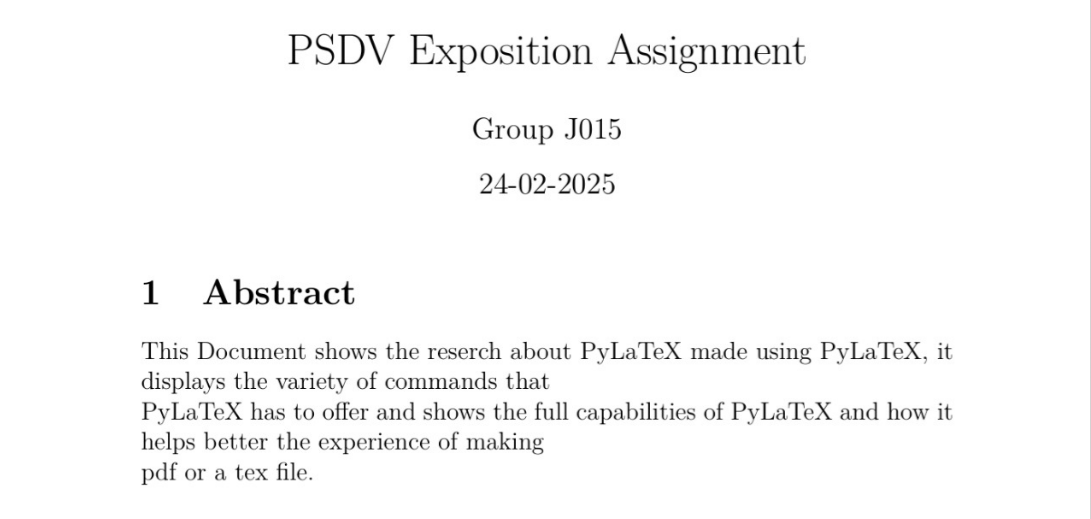 PSDV Exposition Assignment
Group J015
24-02-2025
1 Abstract
This Document shows the reserch about PyLaTeX made using PyLaTeX, it
displays the variety of commands that
PyLaTeX has to offer and shows the full capabilities of PyLaTeX and how it
helps better the experience of making
pdf or a tex file.